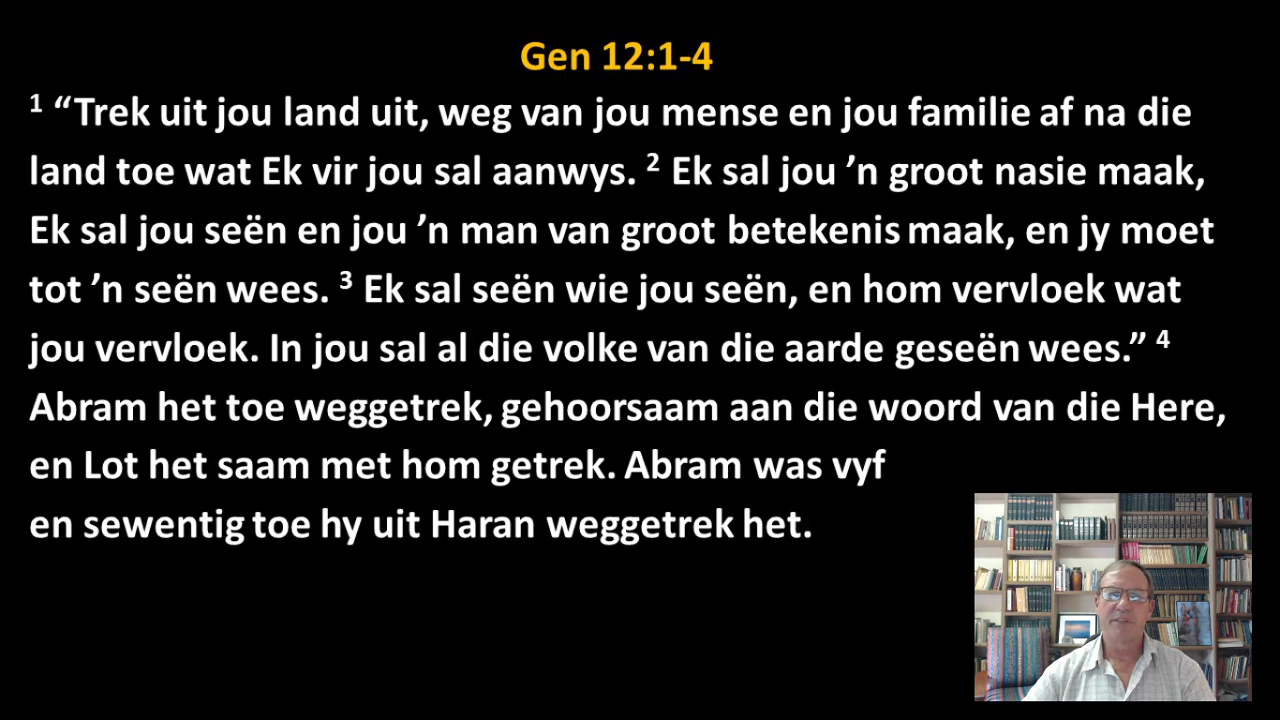 Gen 12:1-4
1 “Trek uit jou land uit, weg van jou mense en jou familie af na die
land toe wat Ek vir jou sal aanwys. 2 Ek sal jou ’n groot nasie maak,
Ek sal jou seën en jou ’n man van groot betekenis maak, en jy moet
tot ’n seën wees. 3 Ek sal seën wie jou seën, en hom vervloek wat
jou vervloek. In jou sal al die volke van die aarde geseën wees.” 4
Abram het toe weggetrek, gehoorsaam aan die woord van die Here,
en Lot het saam met hom getrek. Abram was vyf
en sewentig toe hy uit Haran weggetrek het.